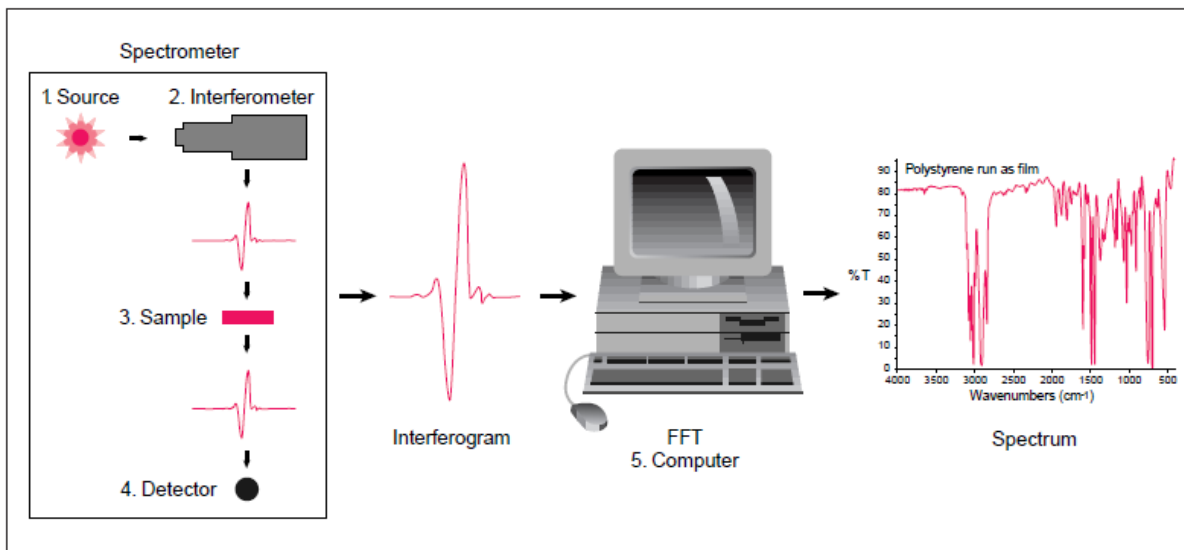 Spectrometer
1. Source
2. Interferometer
3. Sample
4. Detector
Interferogram
FFT
5. Computer
Polystyrene run as film
90
80
70
60
50
%T
40
30
20
10
0
4000 3500 3000 2500 2000 1500 1000 500
Wavenumbers (cm-1)
Spectrum